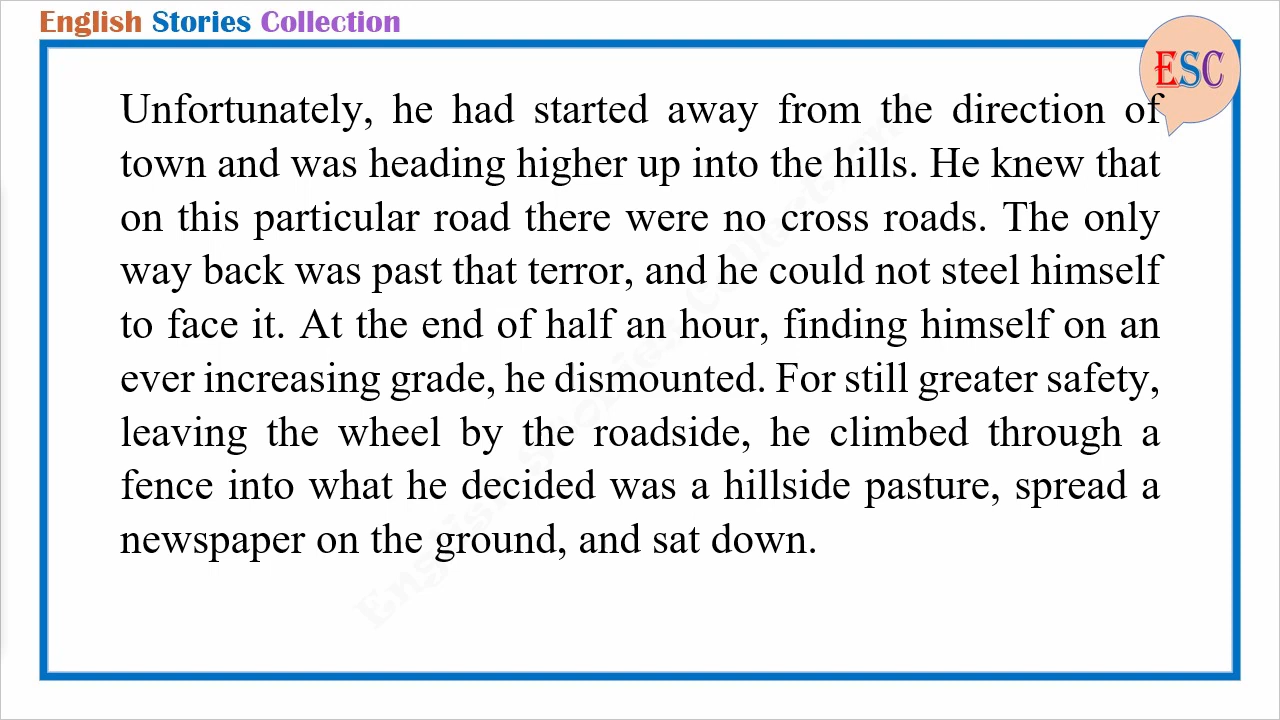 English Stories Collection
ESC
Unfortunately, he had started away from the direction of
town and was heading higher up into the hills. He knew that
on this particular road there were no cross roads. The only
way back was past that terror, and he could not steel himself
to face it. At the end of half an hour, finding himself on an
ever increasing grade, he dismounted. For still greater safety,
leaving the wheel by the roadside, he climbed through a
fence into what he decided was a hillside pasture, spread a
newspaper on the ground, and sat down.
English Stories Collection